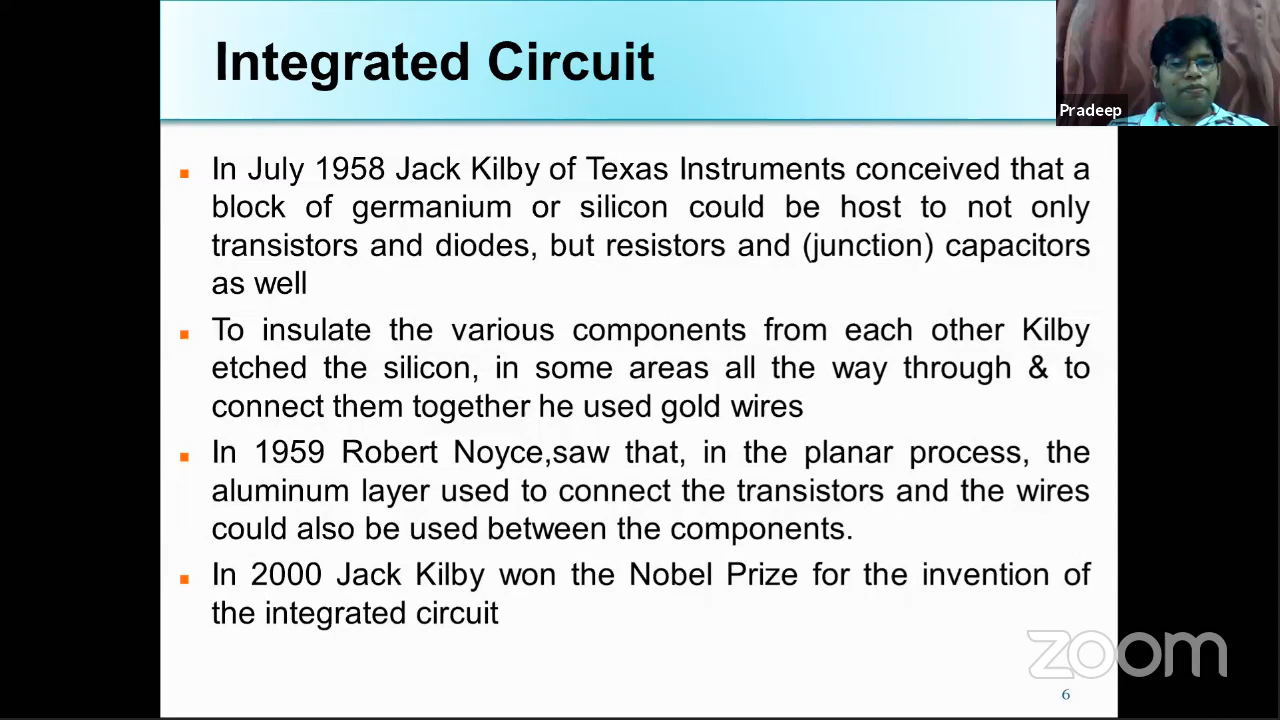 Integrated Circuit
Pradeep
In July 1958 Jack Kilby of Texas Instruments conceived that a
block of germanium or silicon could be host to not only
transistors and diodes, but resistors and (junction) capacitors
as well
To insulate the various components from each other Kilby
etched the silicon, in some areas all the way through & to
connect them together he used gold wires
In 1959 Robert Noyce,saw that, in the planar process, the
aluminum layer used to connect the transistors and the wires
could also be used between the components.
In 2000 Jack Kilby won the Nobel Prize for the invention of
the integrated circuit
zoom
6